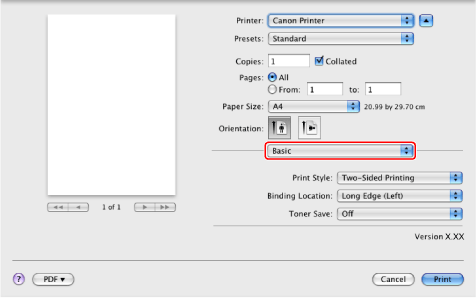 Printer: Canon Printer
Presets: Standard
Copies: 1 Collated
Pages: All
From: 1 to: 1
Paper Size: A4 20.99 by 29.70 cm
Orientation:
Basic
Print Style: Two-Sided Printing
Binding Location: Long Edge (Left)
Toner Save: Off
1 of 1
Version X.XX
? PDF Cancel Print